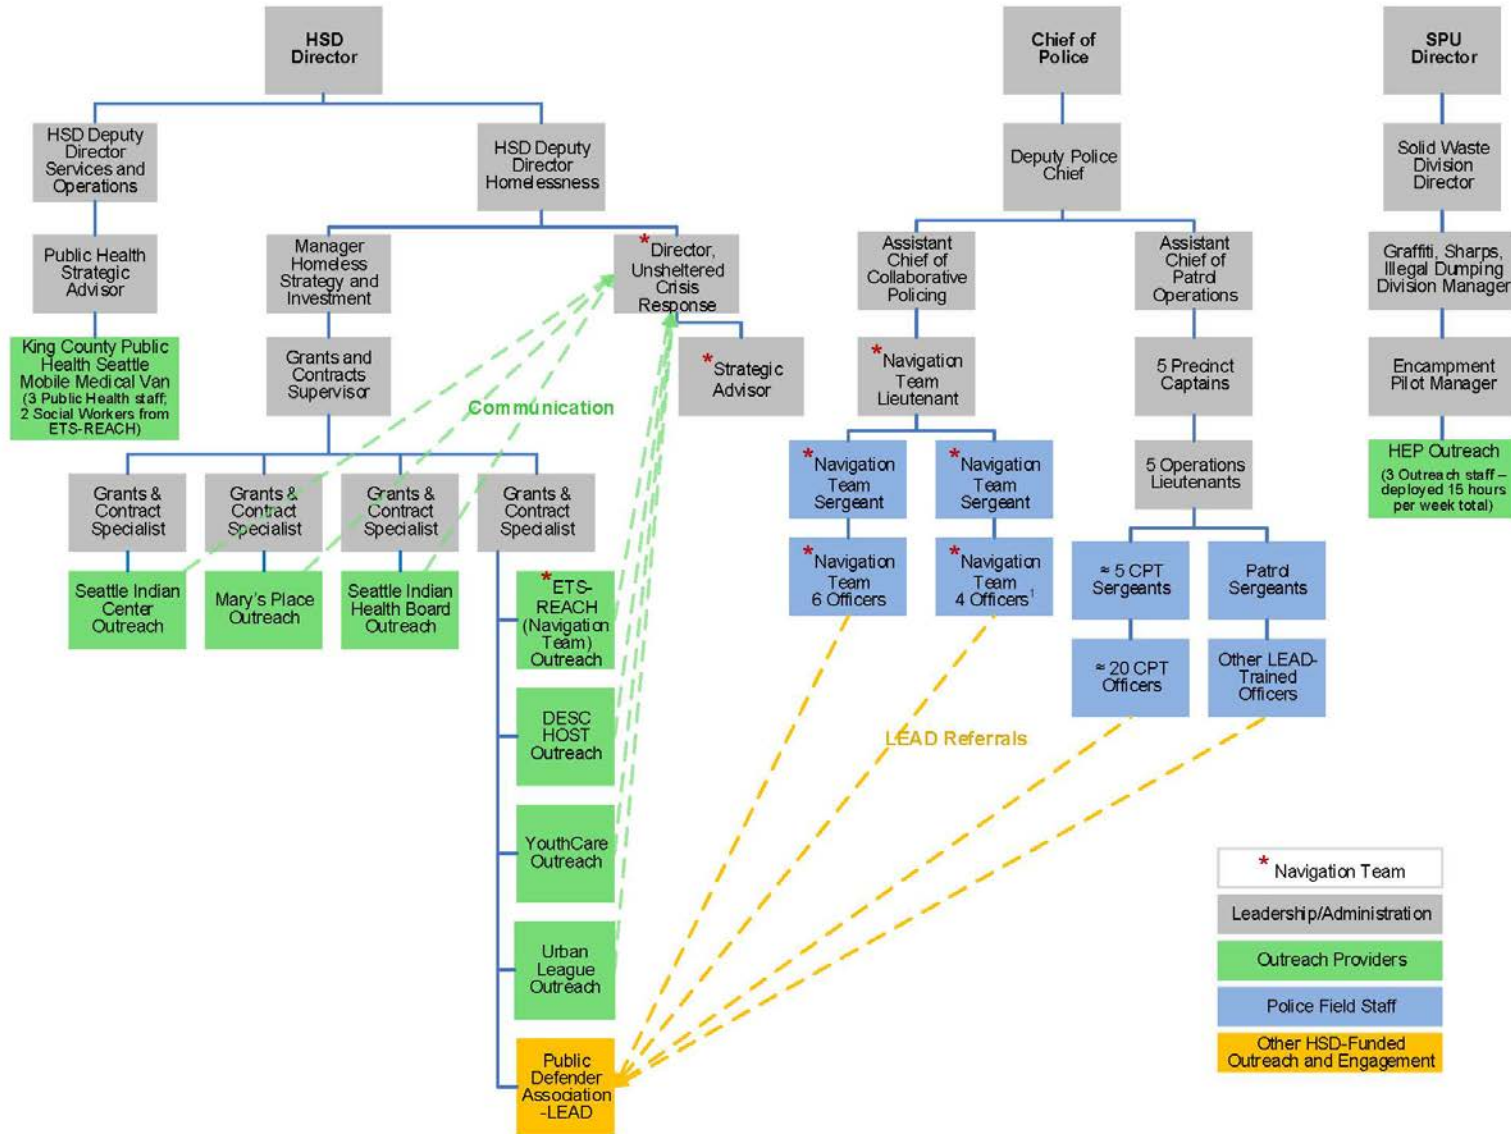 HSD
Director
Chief of
Police
SPU
Director
HSD Deputy
Director
Services and
Operations
HSD Deputy
Director
Homelessness
Deputy Police
Chief
Solid Waste
Division
Director
Public Health
Strategic
Advisor
Manager
Homeless
Strategy and
Investment
* Director,
Unsheltered
Crisis
Response
Assistant
Chief of
Collaborative
Policing
Assistant
Chief of
Patrol
Operations
Graffiti, Sharps,
Illegal Dumping
Division Manager
King County Public
Health Seattle
Mobile Medical Van
(3 Public Health staff;
2 Social Workers from
ETS-REACH)
Grants and
Contracts
Supervisor
* Strategic
Advisor
* Navigation
Team
Lieutenant
5 Precinct
Captains
Encampment
Pilot Manager
Communication
Grants &
Contract
Specialist
Grants &
Contract
Specialist
Grants &
Contract
Specialist
Grants &
Contract
Specialist
* Navigation
Team
Sergeant
* Navigation
Team
Sergeant
5 Operations
Lieutenants
HEP Outreach
(3 Outreach staff –
deployed 15 hours
per week total)
Seattle Indian
Center
Outreach
Mary's Place
Outreach
Seattle Indian
Health Board
Outreach
* ETS-
REACH
(Navigation
Team)
Outreach
* Navigation
Team
6 Officers
* Navigation
Team
4 Officers¹
≈ 5 CPT
Sergeants
Patrol
Sergeants
≈ 20 CPT
Officers
Other LEAD-
Trained
Officers
DESC
HOST
Outreach
LEAD Referrals
YouthCare
Outreach
Urban
League
Outreach
Public
Defender
Association
-LEAD
* Navigation Team
Leadership/Administration
Outreach Providers
Police Field Staff
Other HSD-Funded
Outreach and Engagement